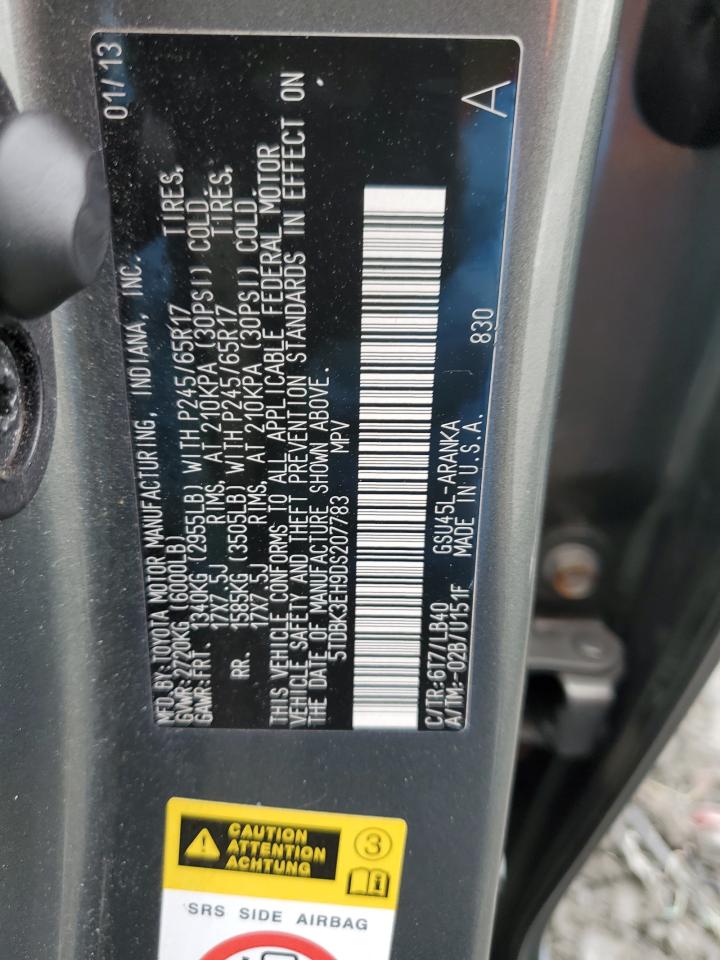 MFD.BY:TOYOTA MOTOR MANUFACTURING, INDIANA, INC. 01/13
GVWR:2720KG(6000LB)
GAWR:FRT. 1340KG(2955LB) WITH P245/65R17 TIRES,
17X7.5J RIMS, AT 210KPA(30PSI) COLD.
RR. 1585KG(3505LB) WITH P245/65R17 TIRES,
17X7.5J RIMS, AT 210KPA(30PSI) COLD.
THIS VEHICLE CONFORMS TO ALL APPLICABLE FEDERAL MOTOR
VEHICLE SAFETY AND THEFT PREVENTION STANDARDS IN EFFECT ON
THE DATE OF MANUFACTURE SHOWN ABOVE.
5TDBK3EH9DS207783 MPV
C/TR:6T7/LB40 GSU45L-ARANKA A
A/TM:-02B/U151F MADE IN U.S.A. 830
CAUTION
ATTENTION
ACHTUNG
3
SRS SIDE AIRBAG